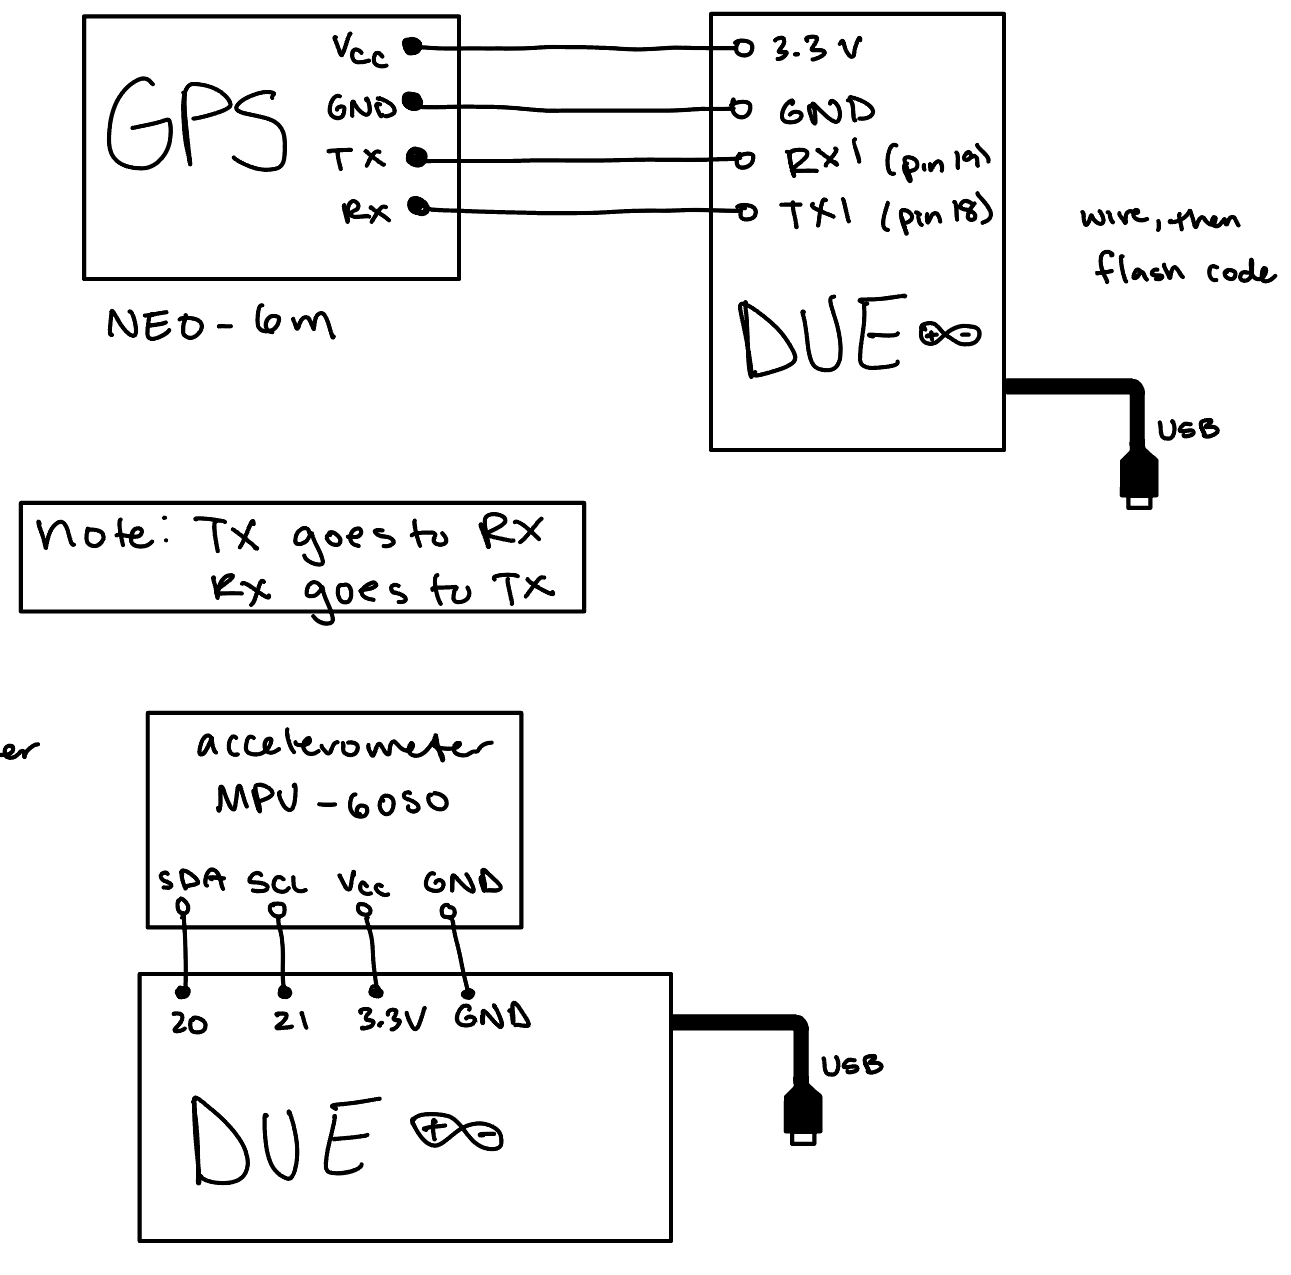 GPS
Vcc
GND
TX
RX
NEO-6m
3.3V
GND
RX1 (pin 19)
TX1 (pin 18)
DUE + -
wire, then
flash code
USB
note: TX goes to RX
RX goes to TX
er
accelerometer
MPU-6050
SDA SCL Vcc GND
20 21 3.3V GND
DUE + -
USB